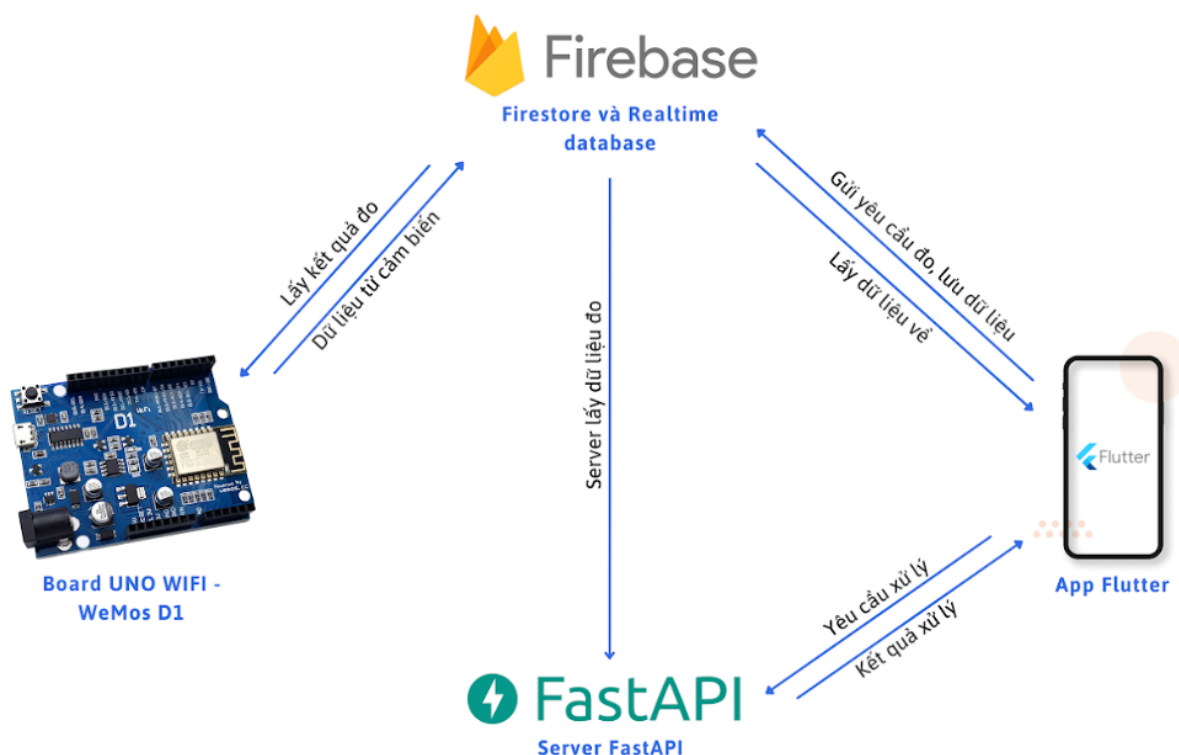 Firebase
Firestore và Realtime
database
Lấy kết quả đo
Dữ liệu từ cảm biến
Server lấy dữ liệu đo
Gửi yêu cầu đo, lưu dữ liệu
Lấy dữ liệu về
RESET
D1 WiFi
Board UNO WIFI -
WeMos D1
Flutter
App Flutter
Yêu cầu xử lý
Kết quả xử lý
FastAPI
Server FastAPI